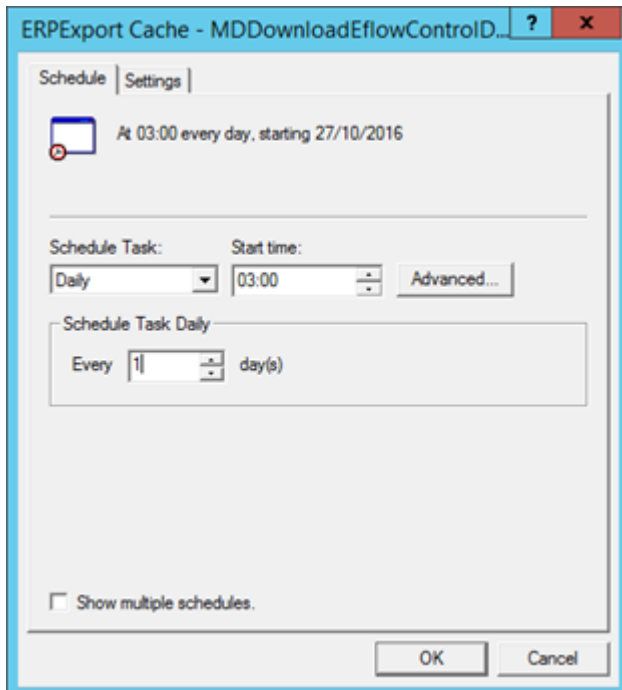 ERPExport Cache - MDDownloadEflowControlD... ? x
Schedule Settings
At 03:00 every day, starting 27/10/2016
Schedule Task: Start time:
Daily 03:00 Advanced...
Schedule Task Daily
Every 1 day(s)
Show multiple schedules.
OK Cancel